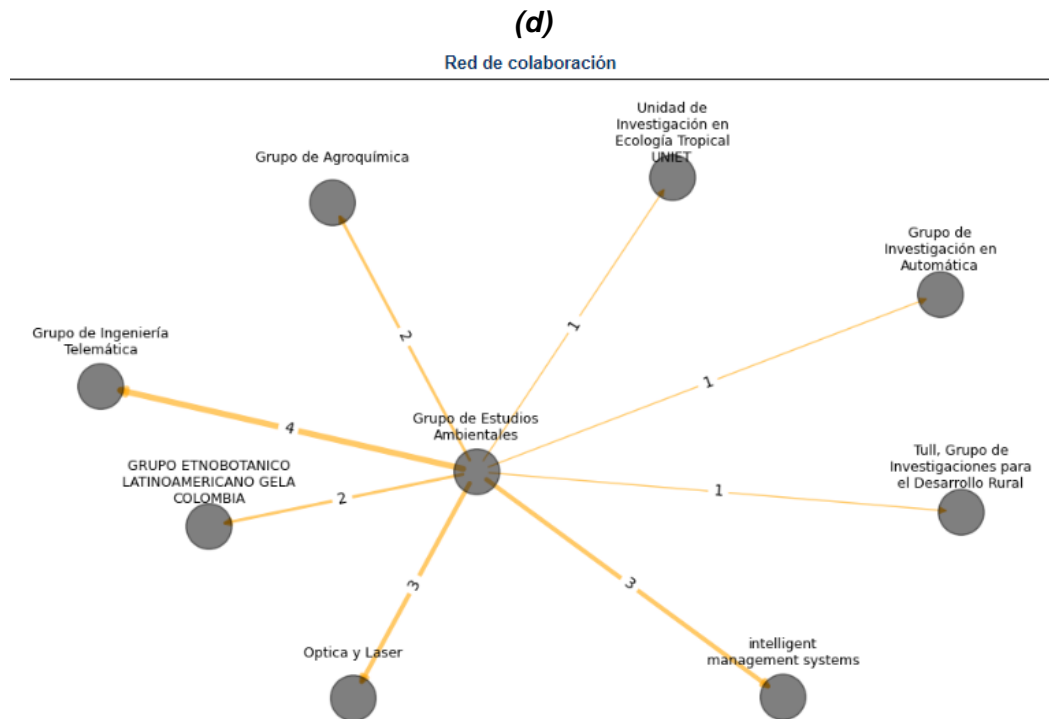 (d)
Red de colaboración
Unidad de
Investigación en
Ecología Tropical
UNIET
Grupo de Agroquímica
Grupo de
Investigación en
Automática
2
1
Grupo de Ingeniería
Telemática
1
Grupo de Estudios
Ambientales
4
GRUPO ETNOBOTANICO
LATINOAMERICANO GELA
COLOMBIA
Tull, Grupo de
Investigaciones para
el Desarrollo Rural
2
1
3
3
Optica y Laser
intelligent
management systems